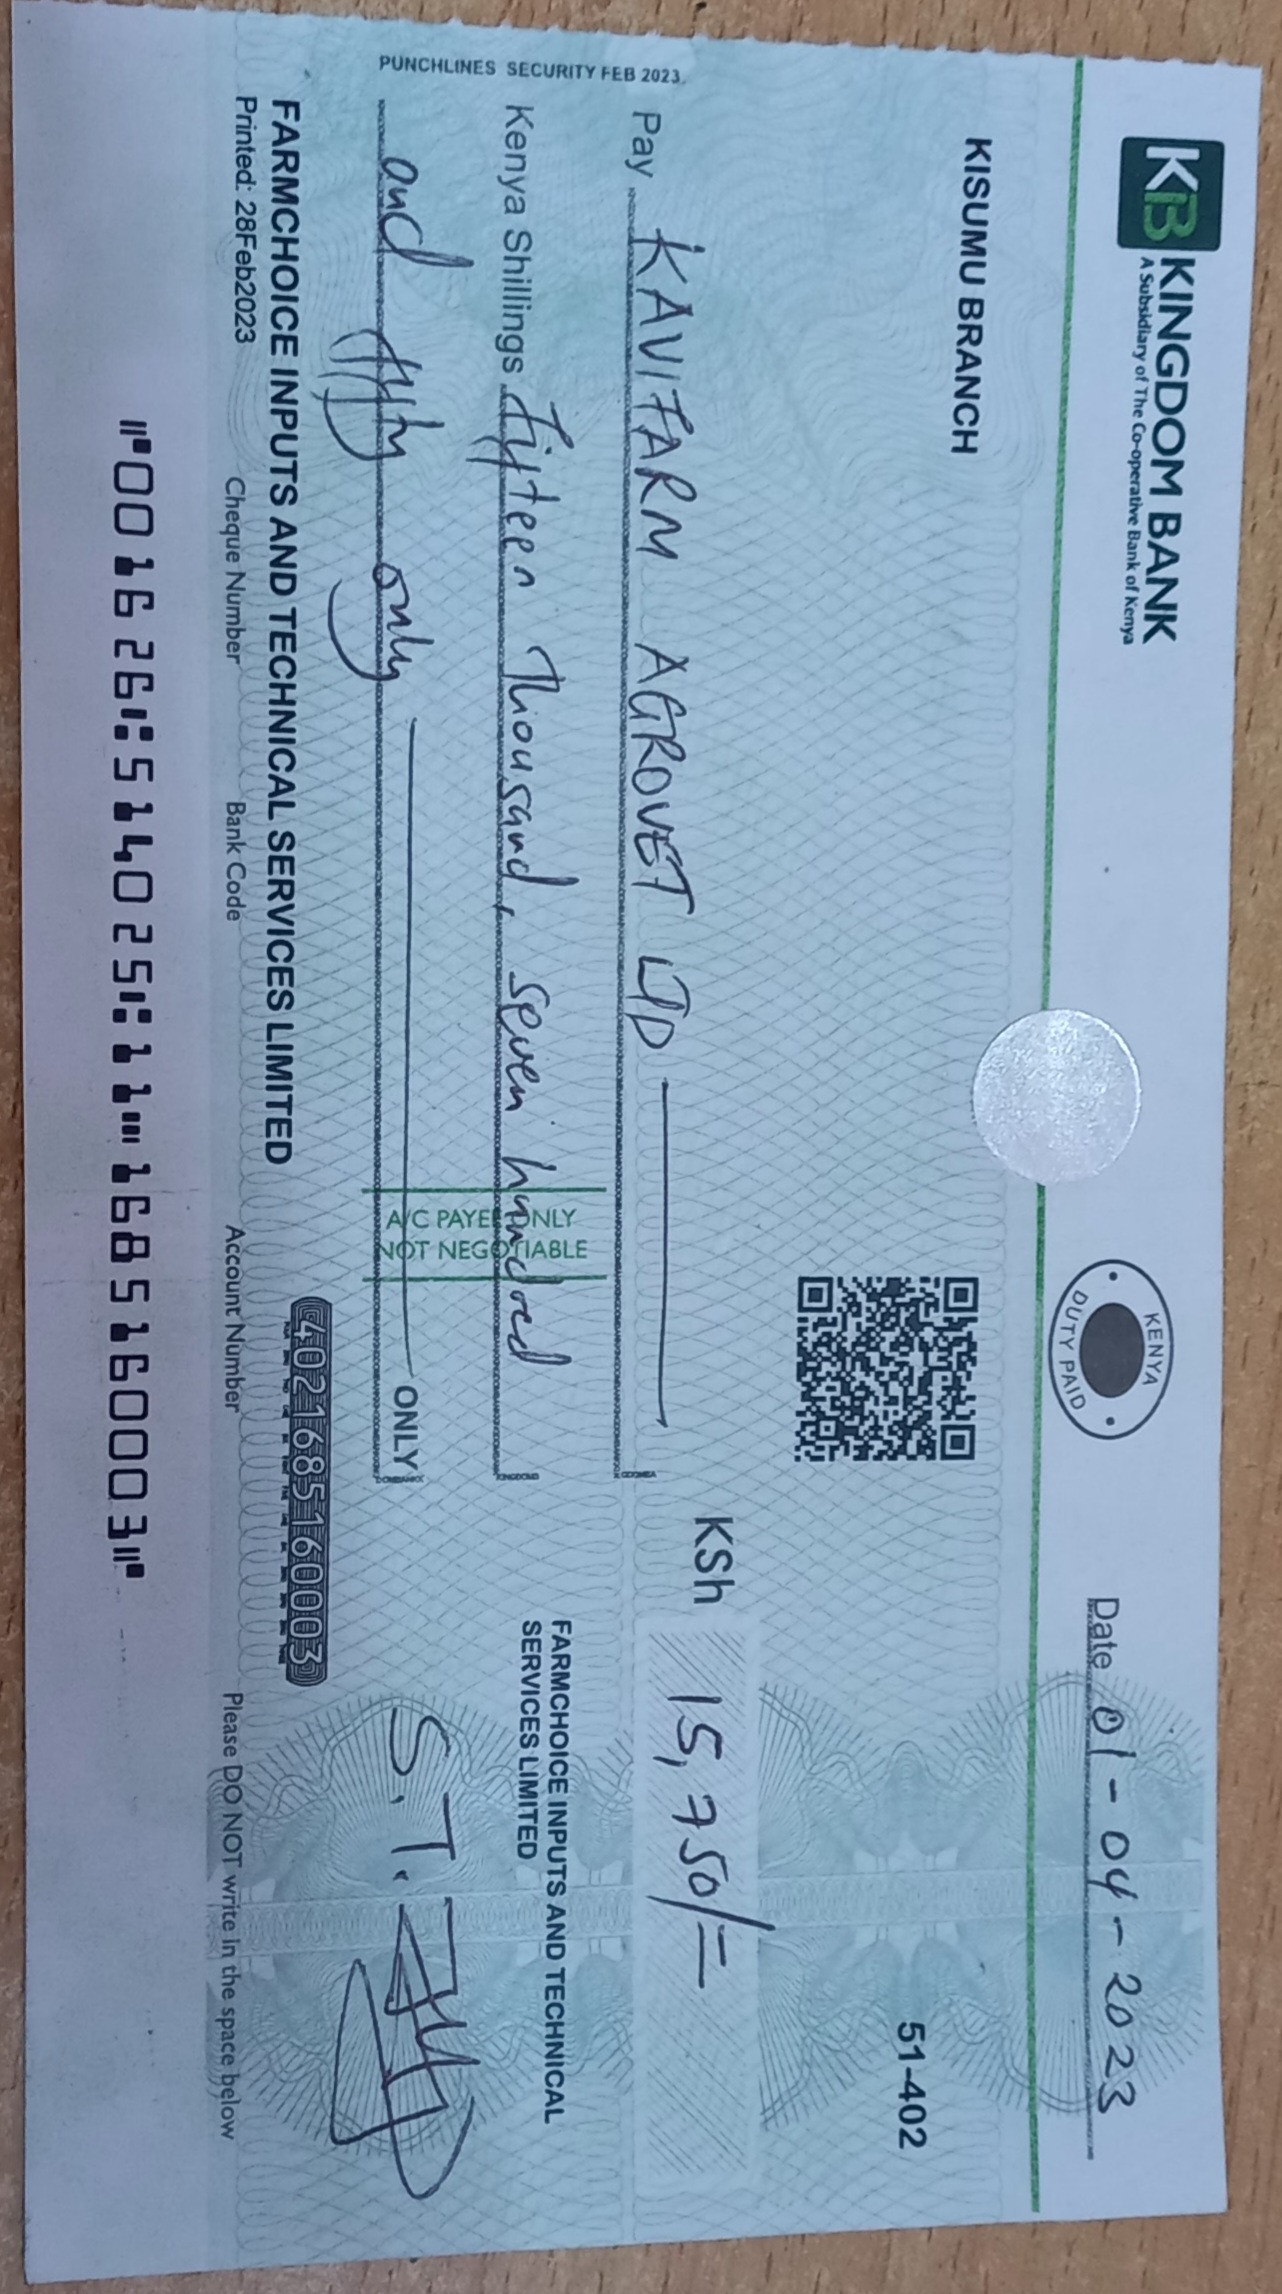 KB KINGDOM BANK
A Subsidiary of The Co-operative Bank of Kenya
KENYA
DUTY PAID
Date 01-04-2023
KISUMU BRANCH
51-402
Pay KAVIFARM AGROVET LTD
KSh 15,750/=
Kenya Shillings fifteen Thousand, seven hundred
and fifty only ONLY
A/C PAYEE ONLY
NOT NEGOTIABLE
FARMCHOICE INPUTS AND TECHNICAL
SERVICES LIMITED
PUNCHLINES SECURITY FEB 2023
FARMCHOICE INPUTS AND TECHNICAL SERVICES LIMITED
4021685160003
S.T.
Printed: 28Feb2023 Cheque Number Bank Code Account Number Please DO NOT write in the space below
⑈001626⑆514025⑆11⑈1685160003⑈